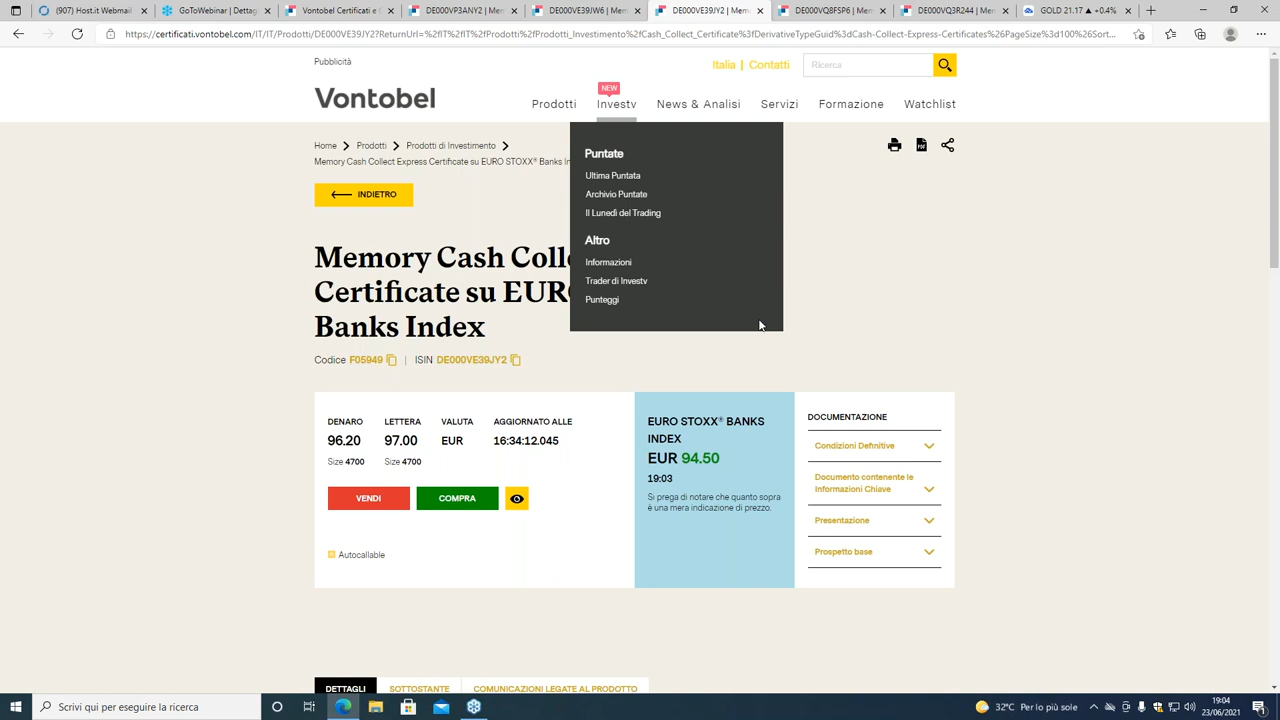 (907) Host.Webinarb
GoToWebinar | Dettag
DE000VP3ANY2 | Mem
DE000VE39JW6 | Mem
DE000VE39JY2 | Mem
DE000VQ8FSP6 | Mem
DE000VQ3R244 | Mem
GOLD 21.17 ▲ +0.4%
https://certificati.vontobel.com/IT/IT/Prodotti/DE000VE39JY2?ReturnUrl=%2fIT%2fIT%2fProdotti%2fProdotti_Investimento%2fCash_Collect_Certificate%3fDerivativeTypeGuid%3dCash-Collect-Express-Certificates%26PageSize%3d100%26Sort...
Pubblicità
Italia | Contatti
Ricerca
Vontobel
NEW
Prodotti Investv News & Analisi Servizi Formazione Watchlist
Home > Prodotti > Prodotti di Investimento >
Memory Cash Collect Express Certificate su EURO STOXX® Banks In
INDIETRO
Puntate
Ultima Puntata
Archivio Puntate
Il Lunedì del Trading
Altro
Informazioni
Trader di Investv
Punteggi
Memory Cash Colle
Certificate su EURO
Banks Index
Codice F05949 | ISIN DE000VE39JY2
DENARO LETTERA VALUTA AGGIORNATO ALLE
96.20 97.00 EUR 16:34:12.045
Size 4700 Size 4700
VENDI COMPRA
Autocallable
EURO STOXX® BANKS
INDEX
EUR 94.50
19:03
Si prega di notare che quanto sopra
è una mera indicazione di prezzo.
DOCUMENTAZIONE
Condizioni Definitive
Documento contenente le
Informazioni Chiave
Presentazione
Prospetto base
DETTAGLI SOTTOSTANTE COMUNICAZIONI LEGATE AL PRODOTTO
Scrivi qui per eseguire la ricerca
32°C Per lo più sole
19:04
23/06/2021
1